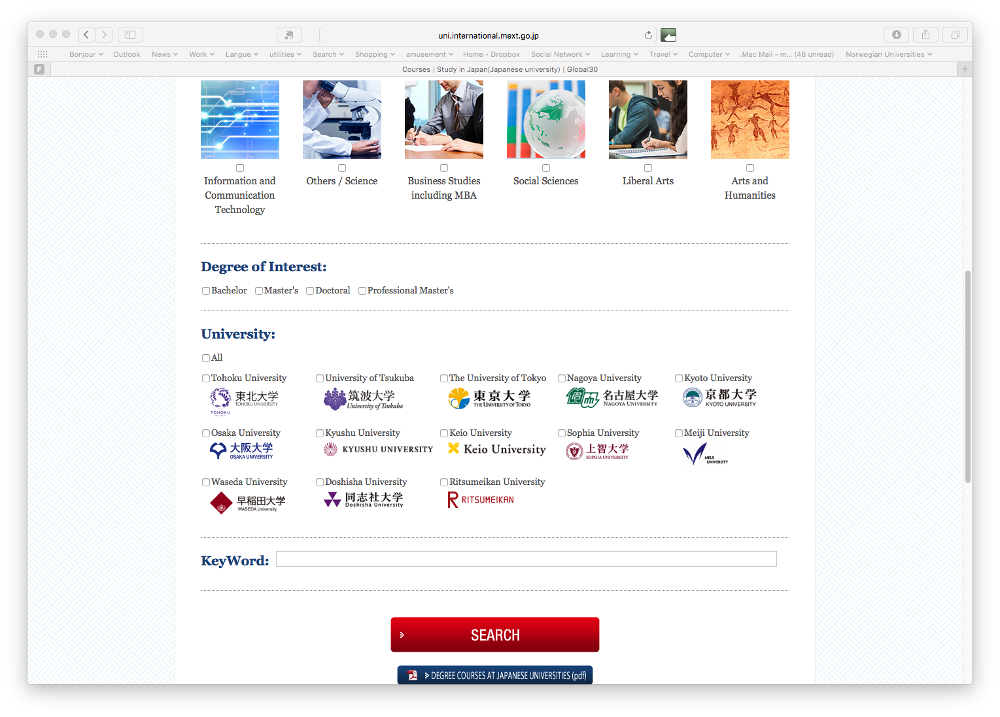 uni.international.mext.go.jp
Bonjour Outlook News Work Langue utilities Search Shopping amusement Home - Dropbox Social Network Learning Travel Computer .Mac Mail - m... (48 unread) Norwegian Universities
F Courses | Study in Japan(Japanese university) | Global30
Information and Communication Technology
Others / Science
Business Studies including MBA
Social Sciences
Liberal Arts
Arts and Humanities
Degree of Interest:
Bachelor Master's Doctoral Professional Master's
University:
All
Tohoku University University of Tsukuba The University of Tokyo Nagoya University Kyoto University
東北大学 筑波大学 東京大学 名古屋大学 京都大学
TOHOKU UNIVERSITY University of Tsukuba THE UNIVERSITY OF TOKYO NAGOYA UNIVERSITY KYOTO UNIVERSITY
TOHOKU
Osaka University Kyushu University Keio University Sophia University Meiji University
大阪大学 KYUSHU UNIVERSITY Keio University 上智大学 MEIJI
OSAKA UNIVERSITY SOPHIA UNIVERSITY UNIVERSITY
Waseda University Doshisha University Ritsumeikan University
早稲田大学 同志社大学 RITSUMEIKAN
WASEDA University Doshisha University
KeyWord:
SEARCH
DEGREE COURSES AT JAPANESE UNIVERSITIES (pdf)